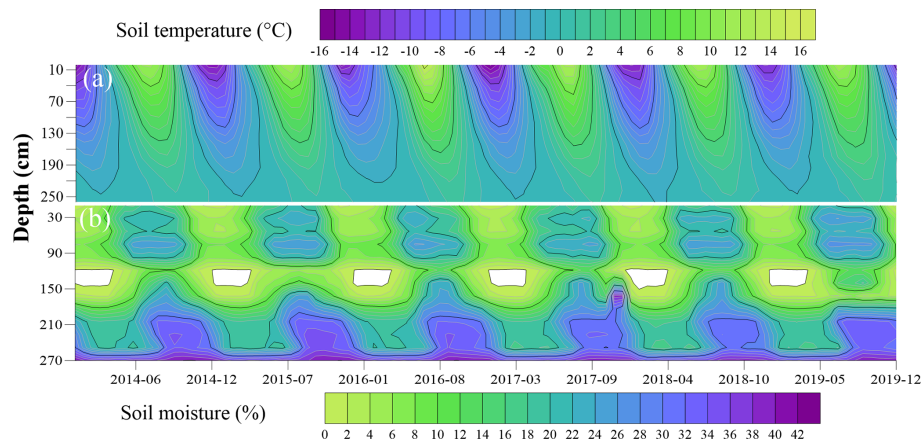 Soil temperature (°C)
-16 -14 -12 -10 -8 -6 -4 -2 0 2 4 6 8 10 12 14 16
(a)
10
70
130
190
250
Depth (cm)
(b)
30
90
150
210
270
2014-06 2014-12 2015-07 2016-01 2016-08 2017-03 2017-09 2018-04 2018-10 2019-05 2019-12
Soil moisture (%)
0 2 4 6 8 10 12 14 16 18 20 22 24 26 28 30 32 34 36 38 40 42